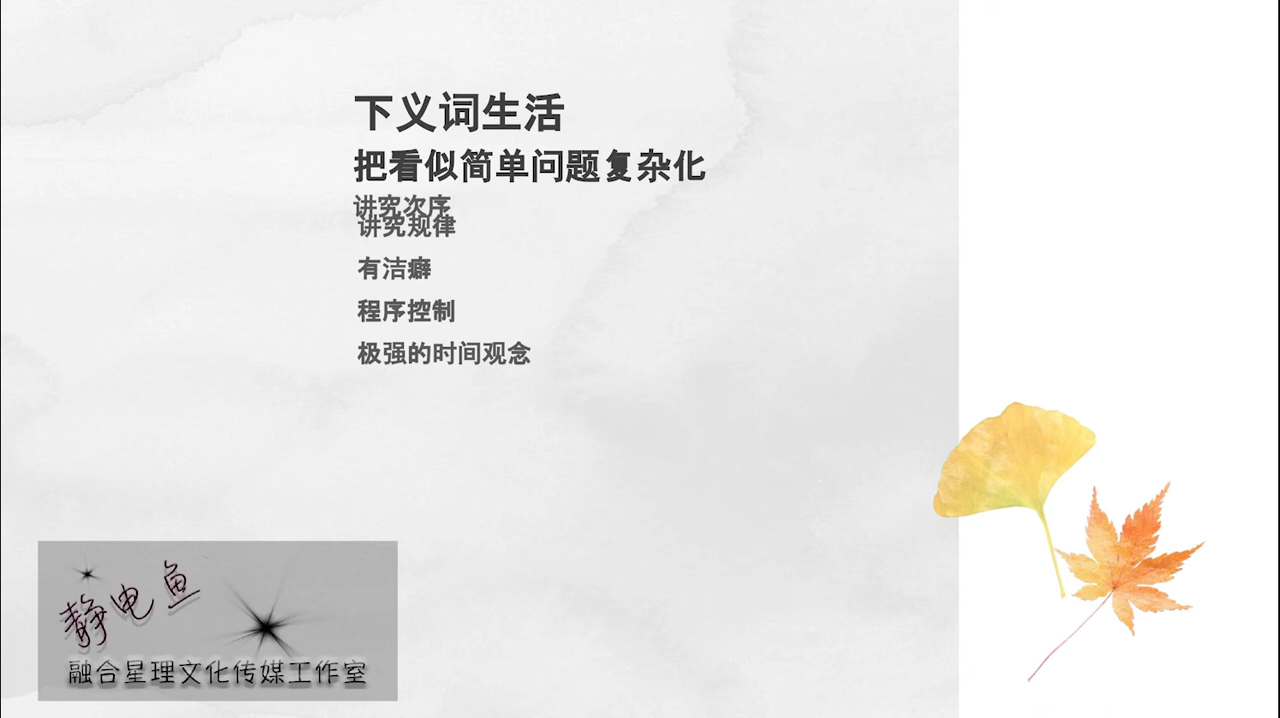 下义词生活
把看似简单问题复杂化
讲究次序
讲究规律
有洁癖
程序控制
极强的时间观念
静电鱼
融合星理文化传媒工作室